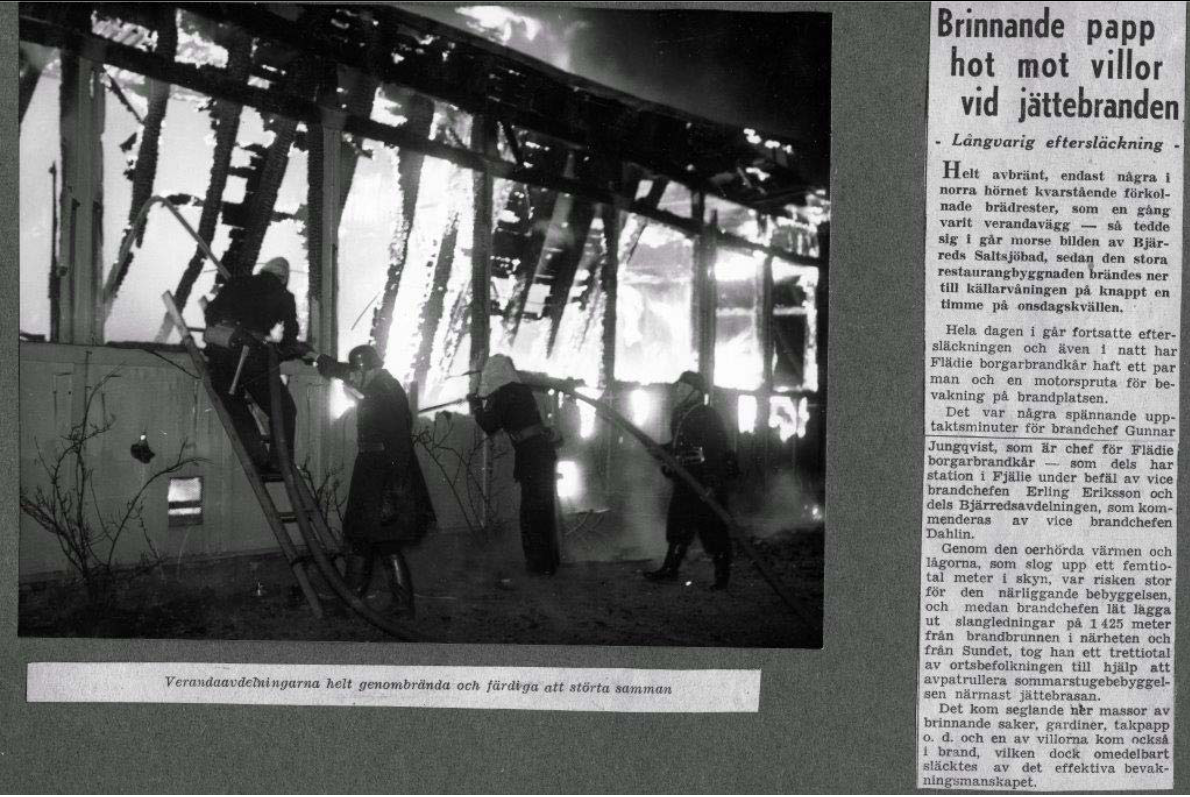 Brinnande papp
hot mot villor
vid jättebranden
- Långvarig eftersläckning -
Helt avbränt, endast några i
norra hörnet kvarstående förkol-
nade brädrester, som en gång
varit verandavägg — så tedde
sig i går morse bilden av Bjär-
reds Saltsjöbad, sedan den stora
restaurangbyggnaden brändes ner
till källarvåningen på knappt en
timme på onsdagskvällen.
Hela dagen i går fortsatte efter-
släckningen och även i natt har
Flädie borgarbrandkår haft ett par
man och en motorspruta för be-
vakning på brandplatsen.
Det var några spännande upp-
taktsminuter för brandchef Gunnar
Jungqvist, som är chef för Flädie
borgarbrandkår — som dels har
station i Fjälie under befäl av vice
brandchefen Erling Eriksson och
dels Bjärredsavdelningen, som kom-
menderas av vice brandchefen
Dahlin.
Genom den oerhörda värmen och
lågorna, som slog upp ett femtio-
tal meter i skyn, var risken stor
för den närliggande bebyggelsen,
och medan brandchefen lät lägga
ut slangledningar på 1 425 meter
från brandbrunnen i närheten och
från Sundet, tog han ett trettiotal
av ortsbefolkningen till hjälp att
avpatrullera sommarstugebebyggel-
sen närmast jättebrasan.
Det kom seglande ner massor av
brinnande saker, gardiner, takpapp
o. d. och en av villorna kom också
i brand, vilken dock omedelbart
släcktes av det effektiva bevak-
ningsmanskapet.
Verandaavdelningarna helt genombrända och färdiga att störta samman